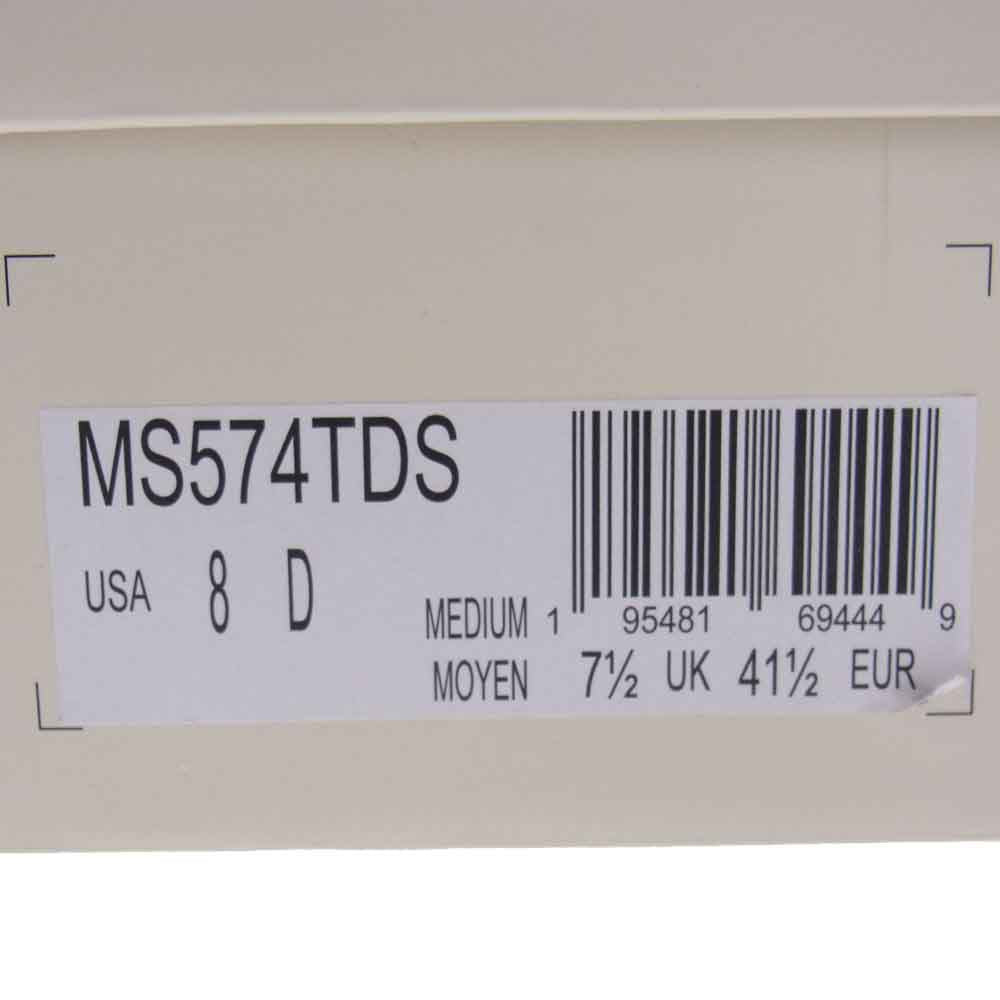 MS574TDS
USA 8 D
MEDIUM 1 95481 69444 9
MOYEN 7½ UK 41½ EUR